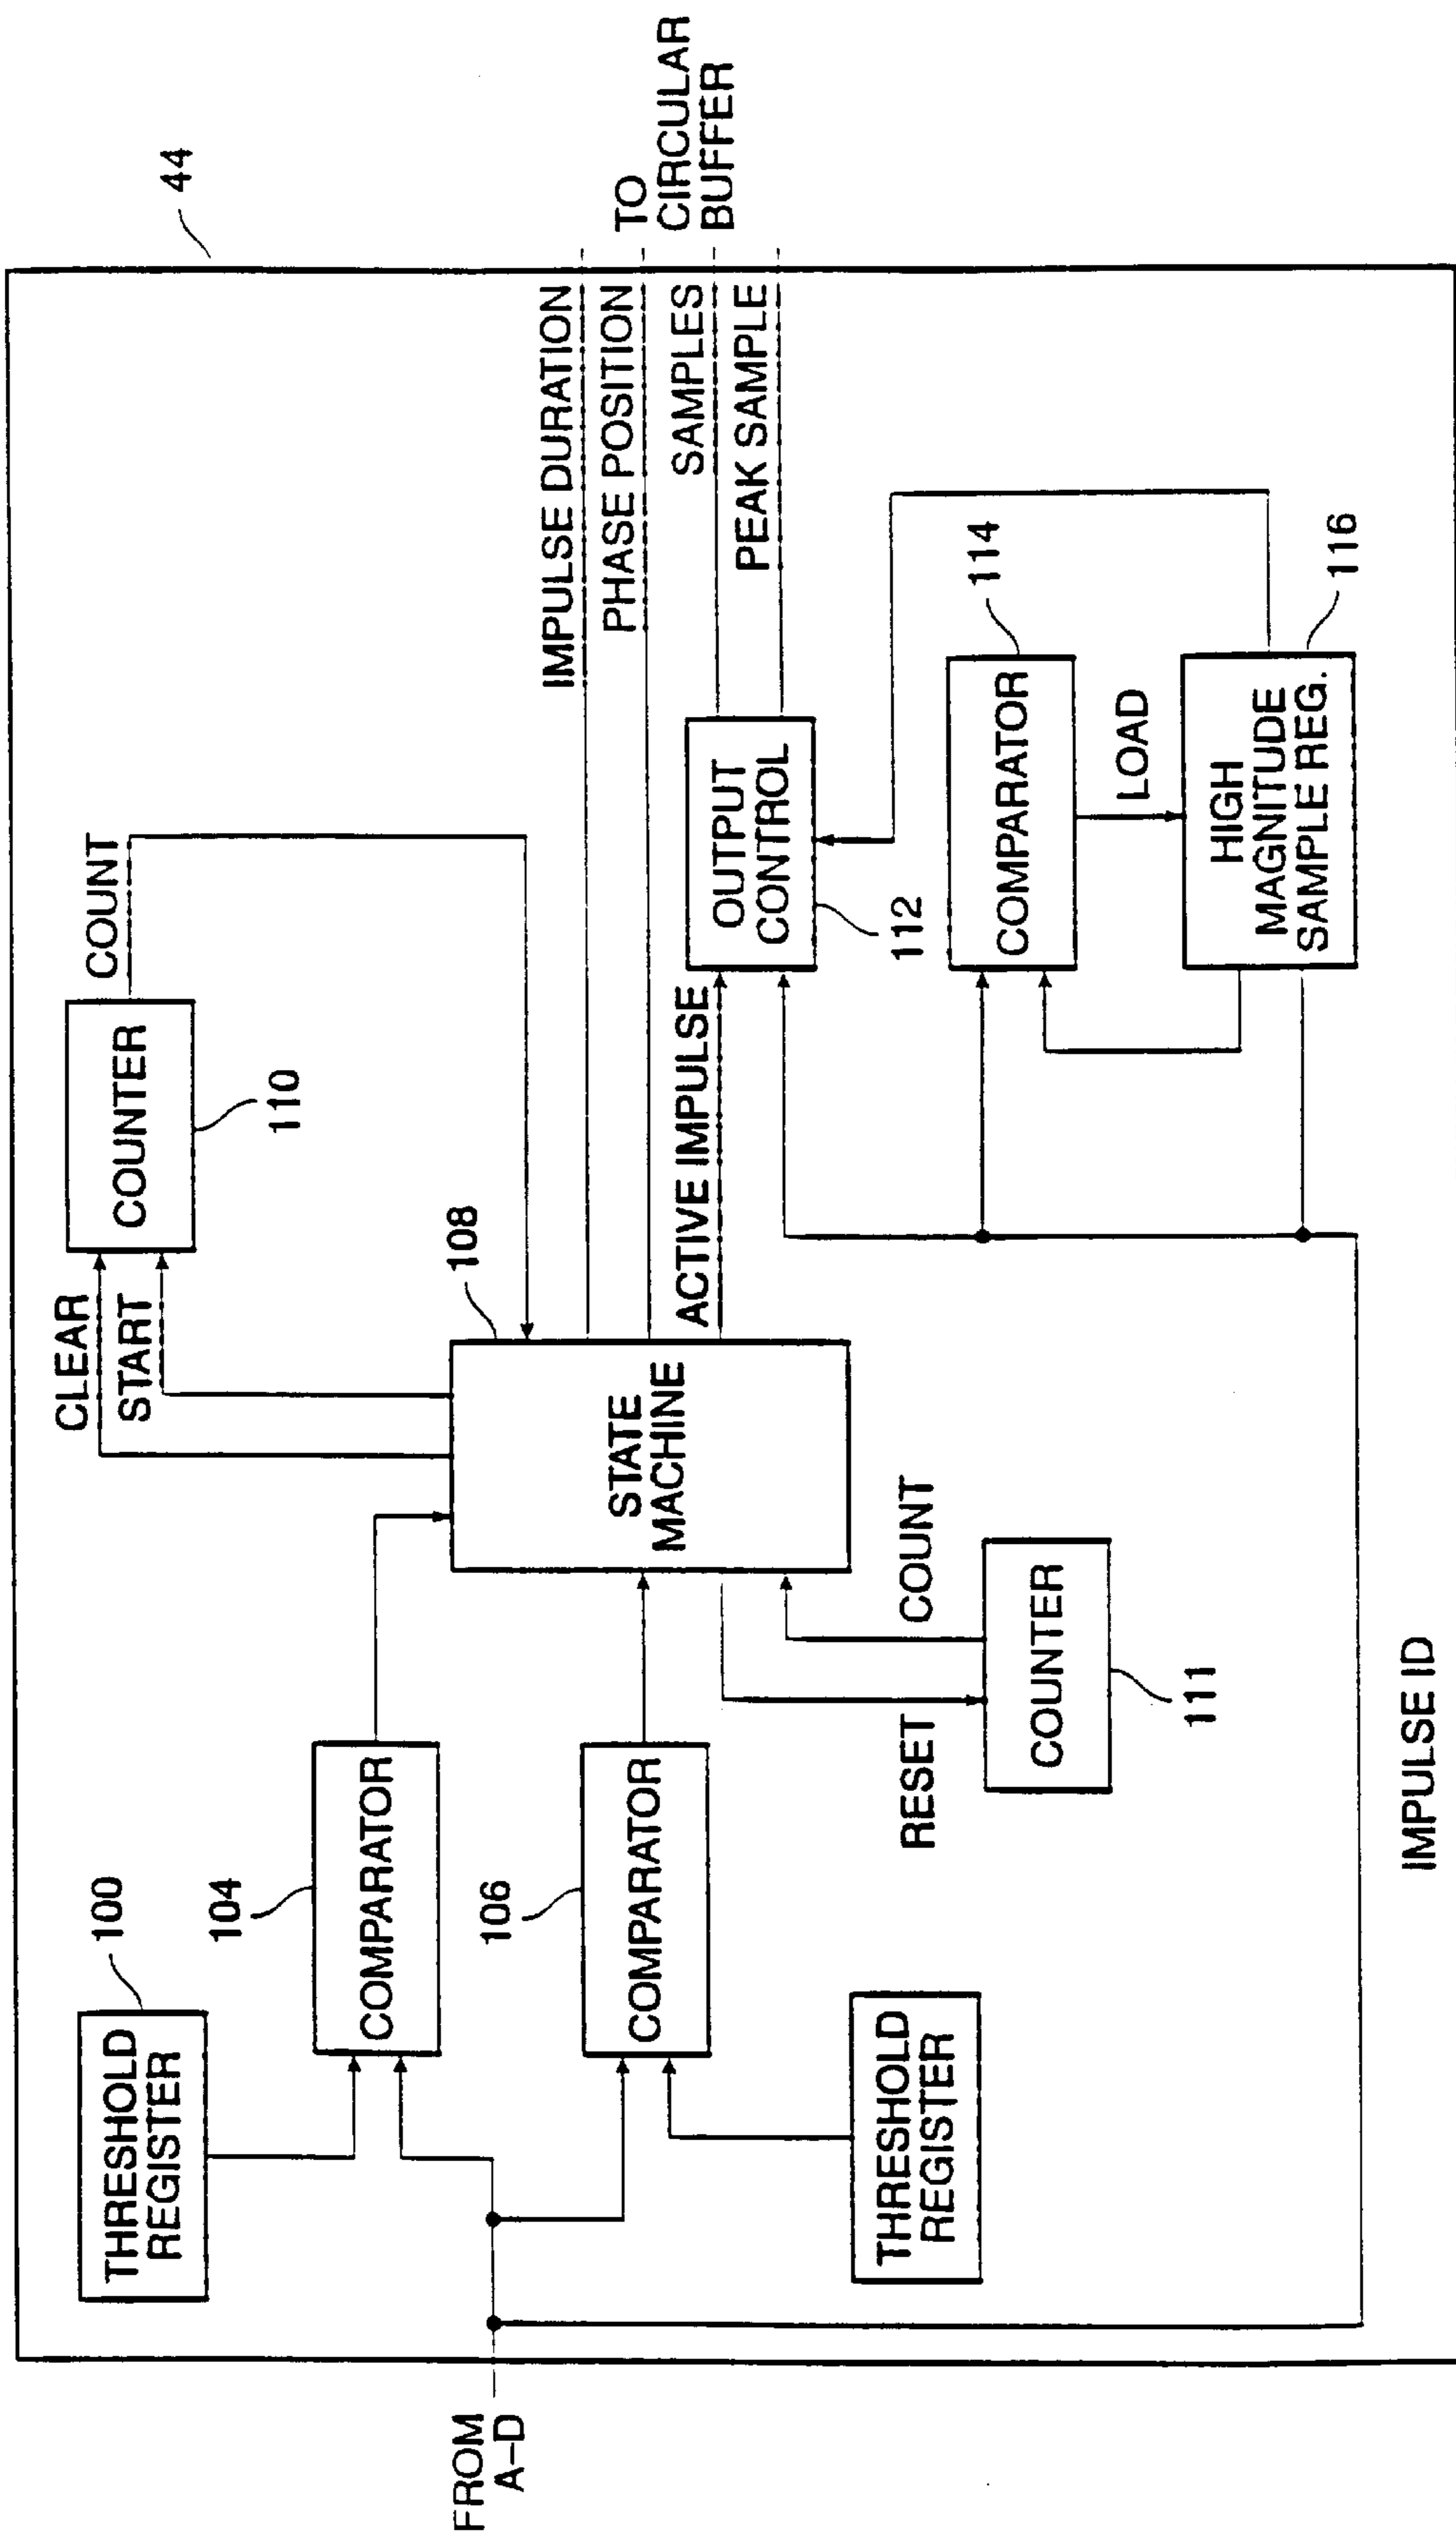 44
FROM
A-D
THRESHOLD
REGISTER
100
104
COMPARATOR
106
COMPARATOR
THRESHOLD
REGISTER
CLEAR
START
COUNTER
110
COUNT
108
STATE
MACHINE
RESET
COUNT
COUNTER
111
ACTIVE IMPULSE
OUTPUT
CONTROL
112
IMPULSE DURATION
PHASE POSITION
SAMPLES
PEAK SAMPLE
TO
CIRCULAR
BUFFER
COMPARATOR
114
LOAD
HIGH
MAGNITUDE
SAMPLE REG.
116
IMPULSE ID